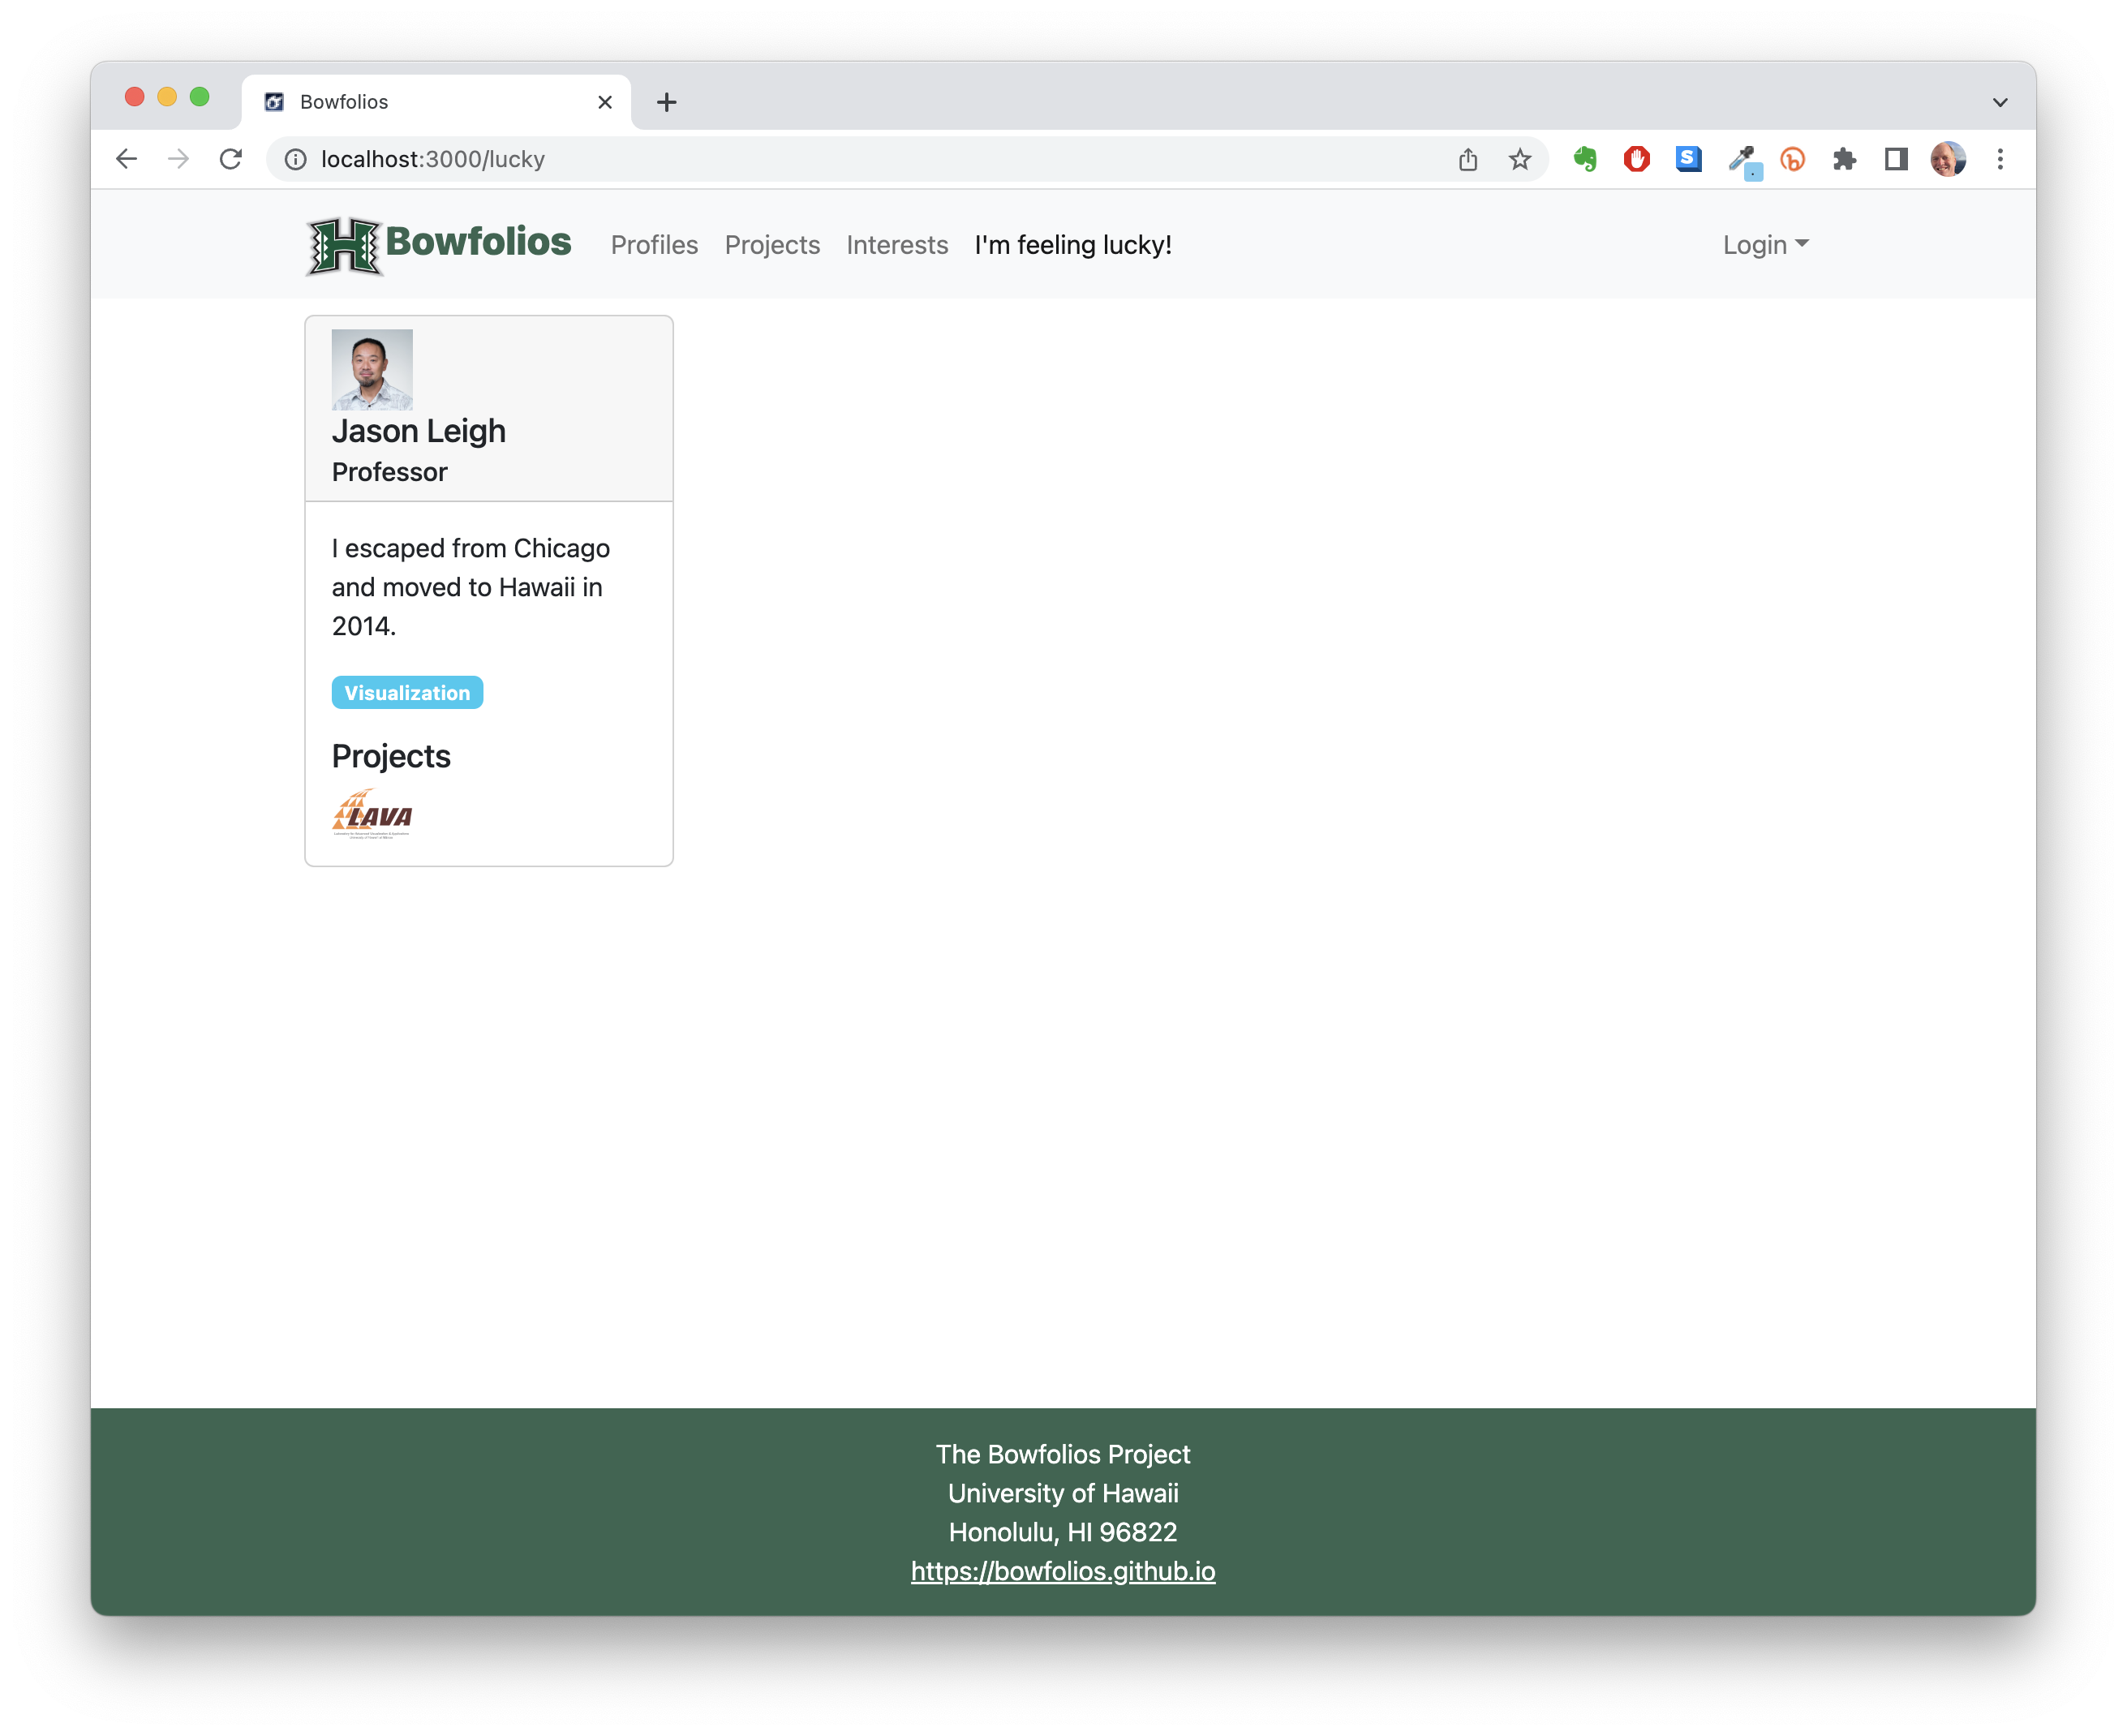 Bowfolios
localhost:3000/lucky
Bowfolios Profiles Projects Interests I'm feeling lucky! Login
Jason Leigh
Professor
I escaped from Chicago
and moved to Hawaii in
2014.
Visualization
Projects
LAVA
The Bowfolios Project
University of Hawaii
Honolulu, HI 96822
https://bowfolios.github.io